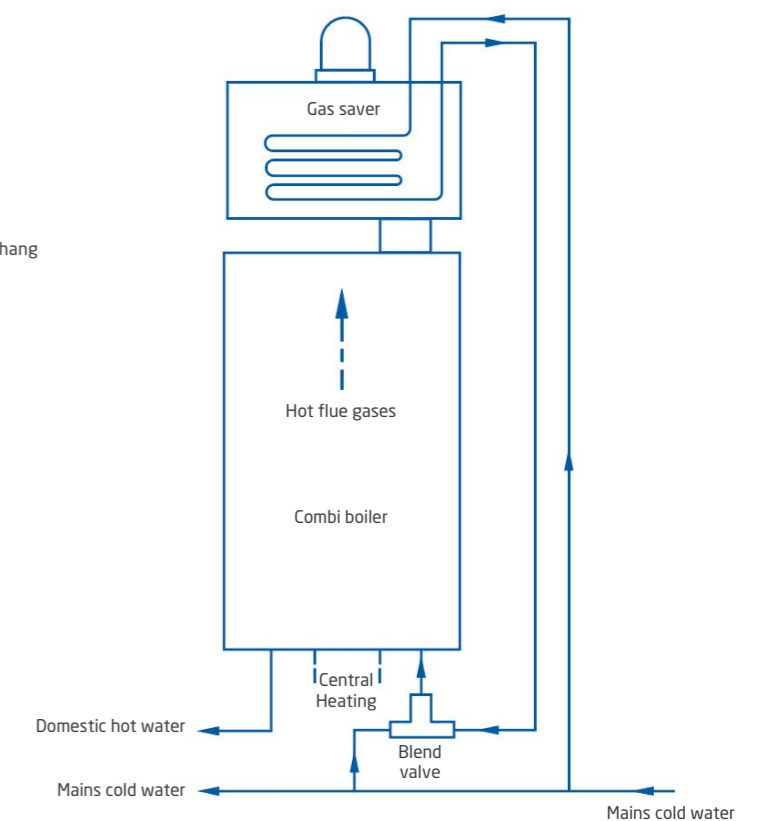 Gas saver
hang
Hot flue gases
Combi boiler
Central
Heating
Domestic hot water
Blend
valve
Mains cold water
Mains cold water